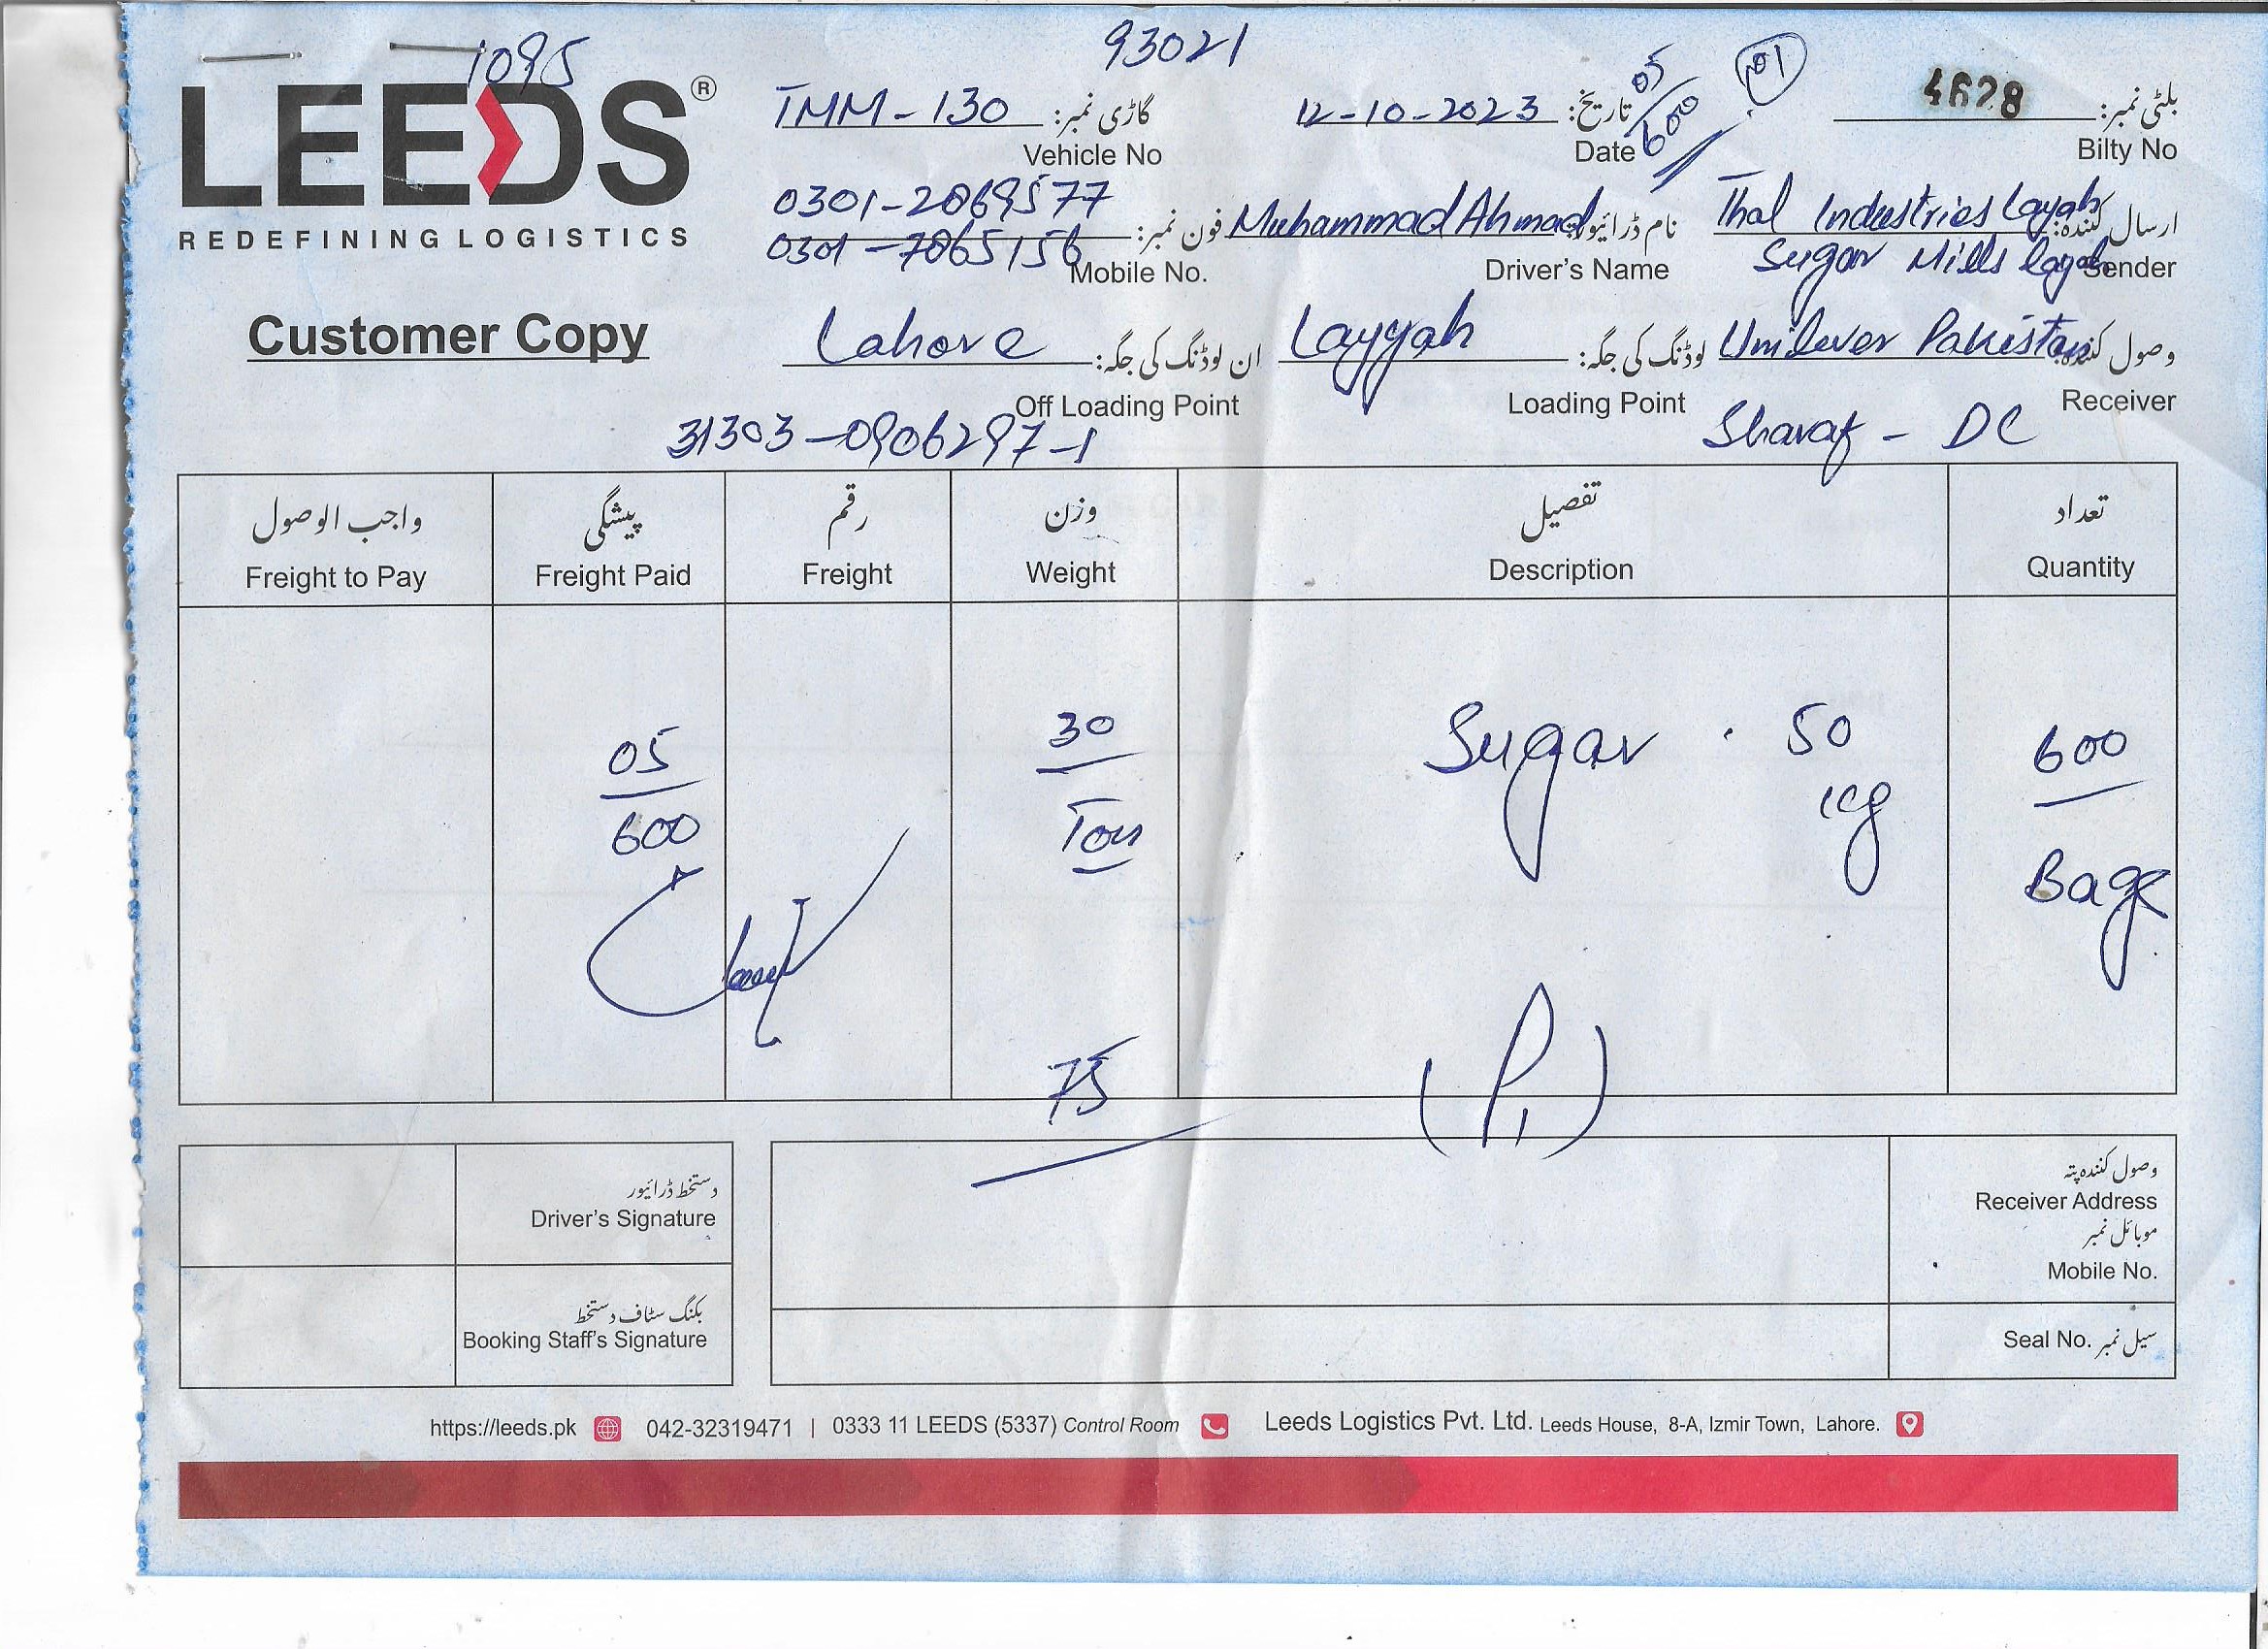 1095
93021
LEEDS®
REDEFINING LOGISTICS
Customer Copy
TMM-130 گاڑی نمبر:
Vehicle No
12-10-2023 تاریخ:
Date
05/600
01
4628 بلٹی نمبر:
Bilty No
0301-2069577
0301-7065156 فون نمبر:
Mobile No.
Muhammad Ahmad نام ڈرائیور
Driver's Name
Thal Industries Layah ارسال کنندہ:
Sugar Mills layah Sender
Lahore ان لوڈنگ کی جگہ:
Off Loading Point
Layyah لوڈنگ کی جگہ:
Loading Point
Unilever Pakistan وصول کنندہ:
Receiver
31303-0906297-1
Sharaf - DC
واجب الوصول پیشگی رقم وزن تفصیل تعداد
Freight to Pay Freight Paid Freight Weight Description Quantity
05/600 30 Ton Sugar . 50 kg 600 Bags
75 (P1)
دستخط ڈرائیور
Driver's Signature
بکنگ سٹاف دستخط
Booking Staff's Signature
وصول کنندہ پتہ
Receiver Address
موبائل نمبر
Mobile No.
Seal No. سیل نمبر
https://leeds.pk 042-32319471 | 0333 11 LEEDS (5337) Control Room Leeds Logistics Pvt. Ltd. Leeds House, 8-A, Izmir Town, Lahore.